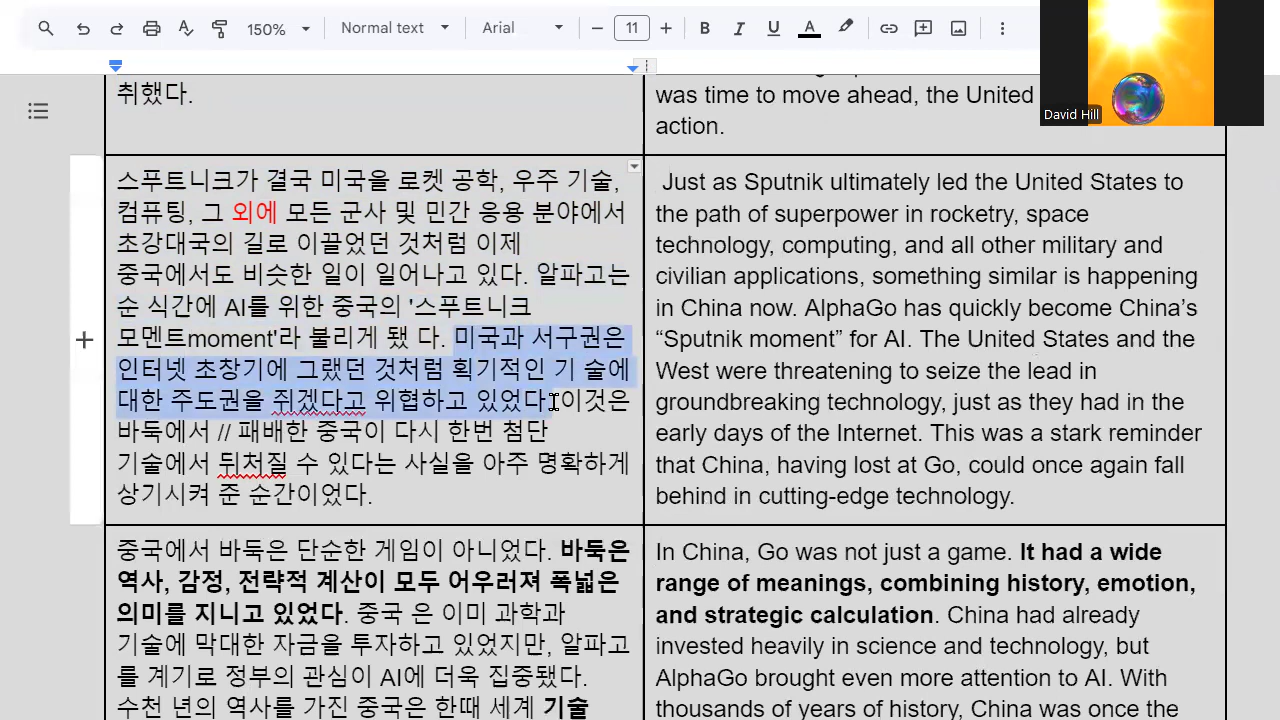 150%
Normal text
Arial
11
B
I
U
A
David Hill
취했다.
was time to move ahead, the United
action.
스푸트니크가 결국 미국을 로켓 공학, 우주 기술,
컴퓨팅, 그 외에 모든 군사 및 민간 응용 분야에서
초강대국의 길로 이끌었던 것처럼 이제
중국에서도 비슷한 일이 일어나고 있다. 알파고는
순 식간에 AI를 위한 중국의 '스푸트니크
모멘트moment'라 불리게 됐 다. 미국과 서구권은
인터넷 초창기에 그랬던 것처럼 획기적인 기 술에
대한 주도권을 쥐겠다고 위협하고 있었다. 이것은
바둑에서 // 패배한 중국이 다시 한번 첨단
기술에서 뒤처질 수 있다는 사실을 아주 명확하게
상기시켜 준 순간이었다.
Just as Sputnik ultimately led the United States to
the path of superpower in rocketry, space
technology, computing, and all other military and
civilian applications, something similar is happening
in China now. AlphaGo has quickly become China’s
“Sputnik moment” for AI. The United States and the
West were threatening to seize the lead in
groundbreaking technology, just as they had in the
early days of the Internet. This was a stark reminder
that China, having lost at Go, could once again fall
behind in cutting-edge technology.
중국에서 바둑은 단순한 게임이 아니었다. 바둑은
역사, 감정, 전략적 계산이 모두 어우러져 폭넓은
의미를 지니고 있었다. 중국 은 이미 과학과
기술에 막대한 자금을 투자하고 있었지만, 알파고
를 계기로 정부의 관심이 AI에 더욱 집중됐다.
수천 년의 역사를 가진 중국은 한때 세계 기술
In China, Go was not just a game. It had a wide
range of meanings, combining history, emotion,
and strategic calculation. China had already
invested heavily in science and technology, but
AlphaGo brought even more attention to AI. With
thousands of years of history, China was once the